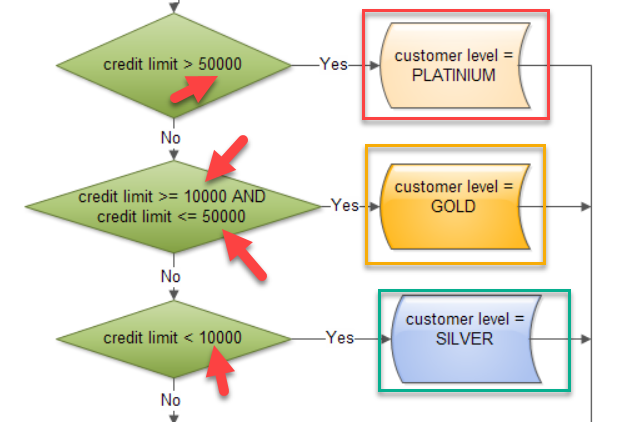 credit limit > 50000
Yes
customer level =
PLATINIUM
No
credit limit >= 10000 AND
credit limit <= 50000
Yes
customer level =
GOLD
No
credit limit < 10000
Yes
customer level =
SILVER
No